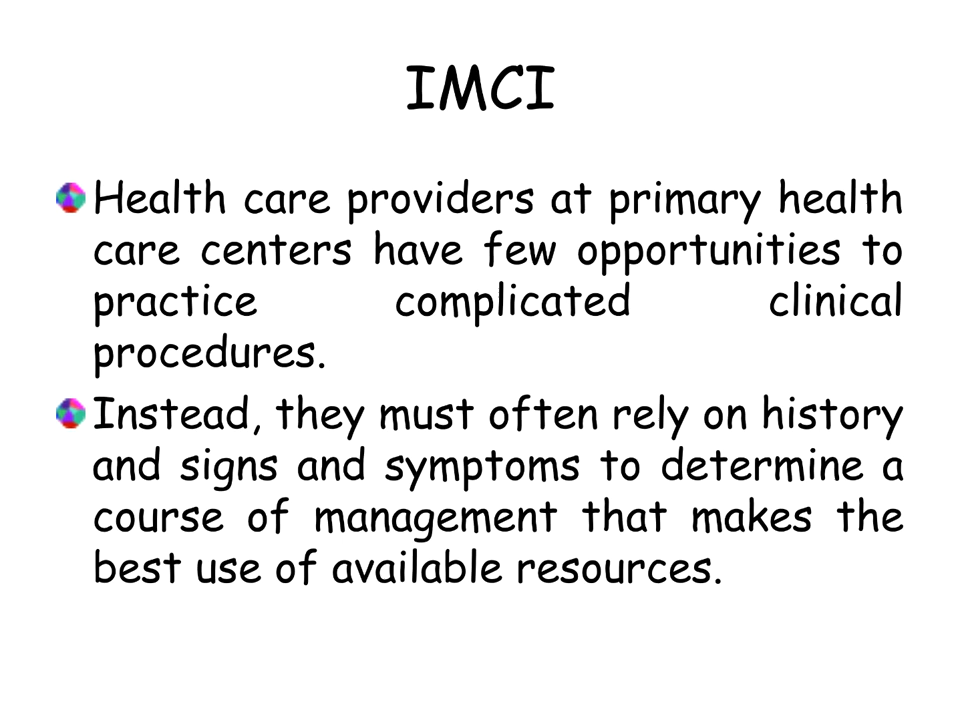 IMCI
Health care providers at primary health
care centers have few opportunities to
practice complicated clinical
procedures.
Instead, they must often rely on history
and signs and symptoms to determine a
course of management that makes the
best use of available resources.